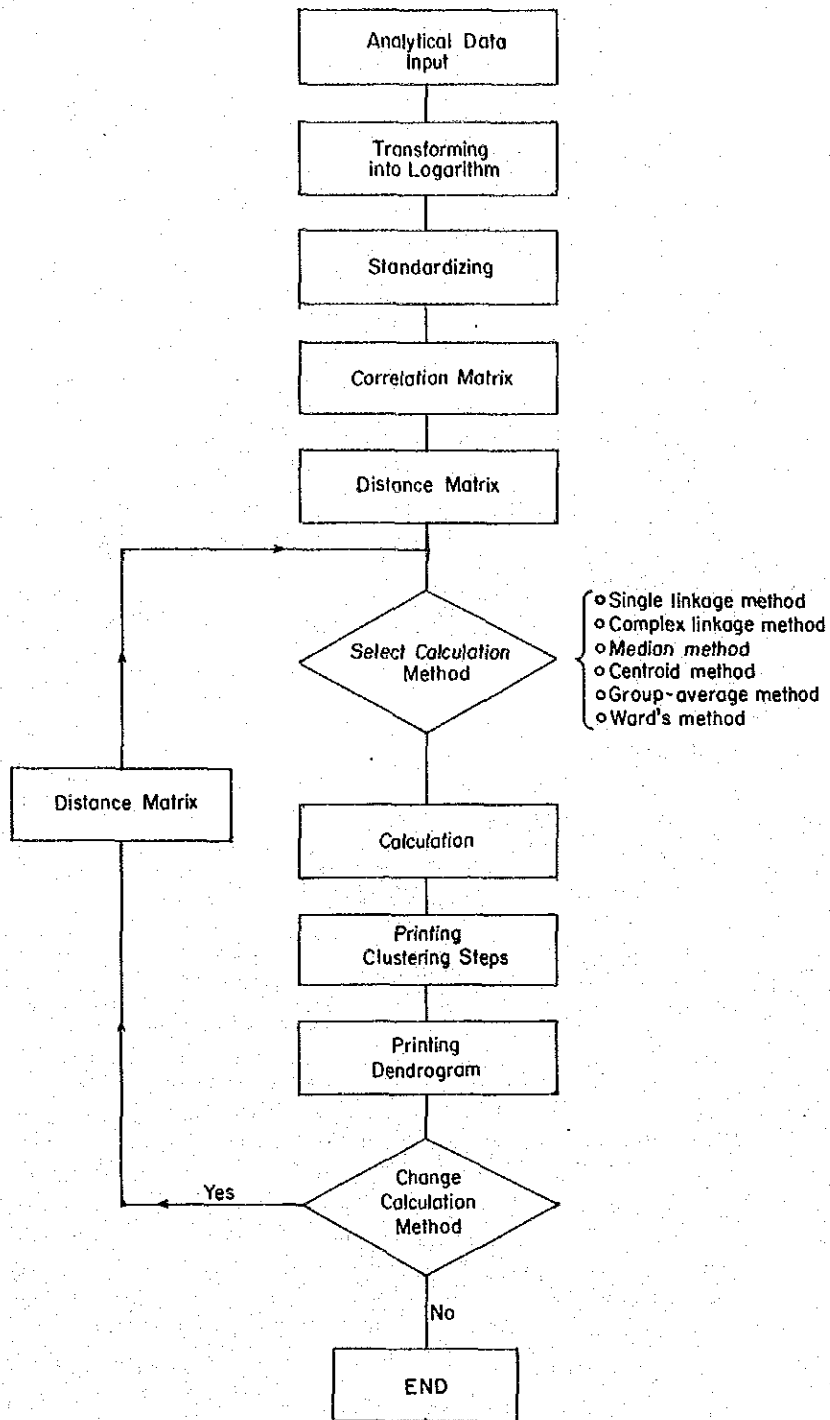 Analytical Data
Input
Transforming
into Logarithm
Standardizing
Correlation Matrix
Distance Matrix
Select Calculation
Method
o Single linkage method
o Complex linkage method
o Median method
o Centroid method
o Group-average method
o Ward's method
Distance Matrix
Calculation
Printing
Clustering Steps
Printing
Dendrogram
Change
Calculation
Method
Yes
No
END